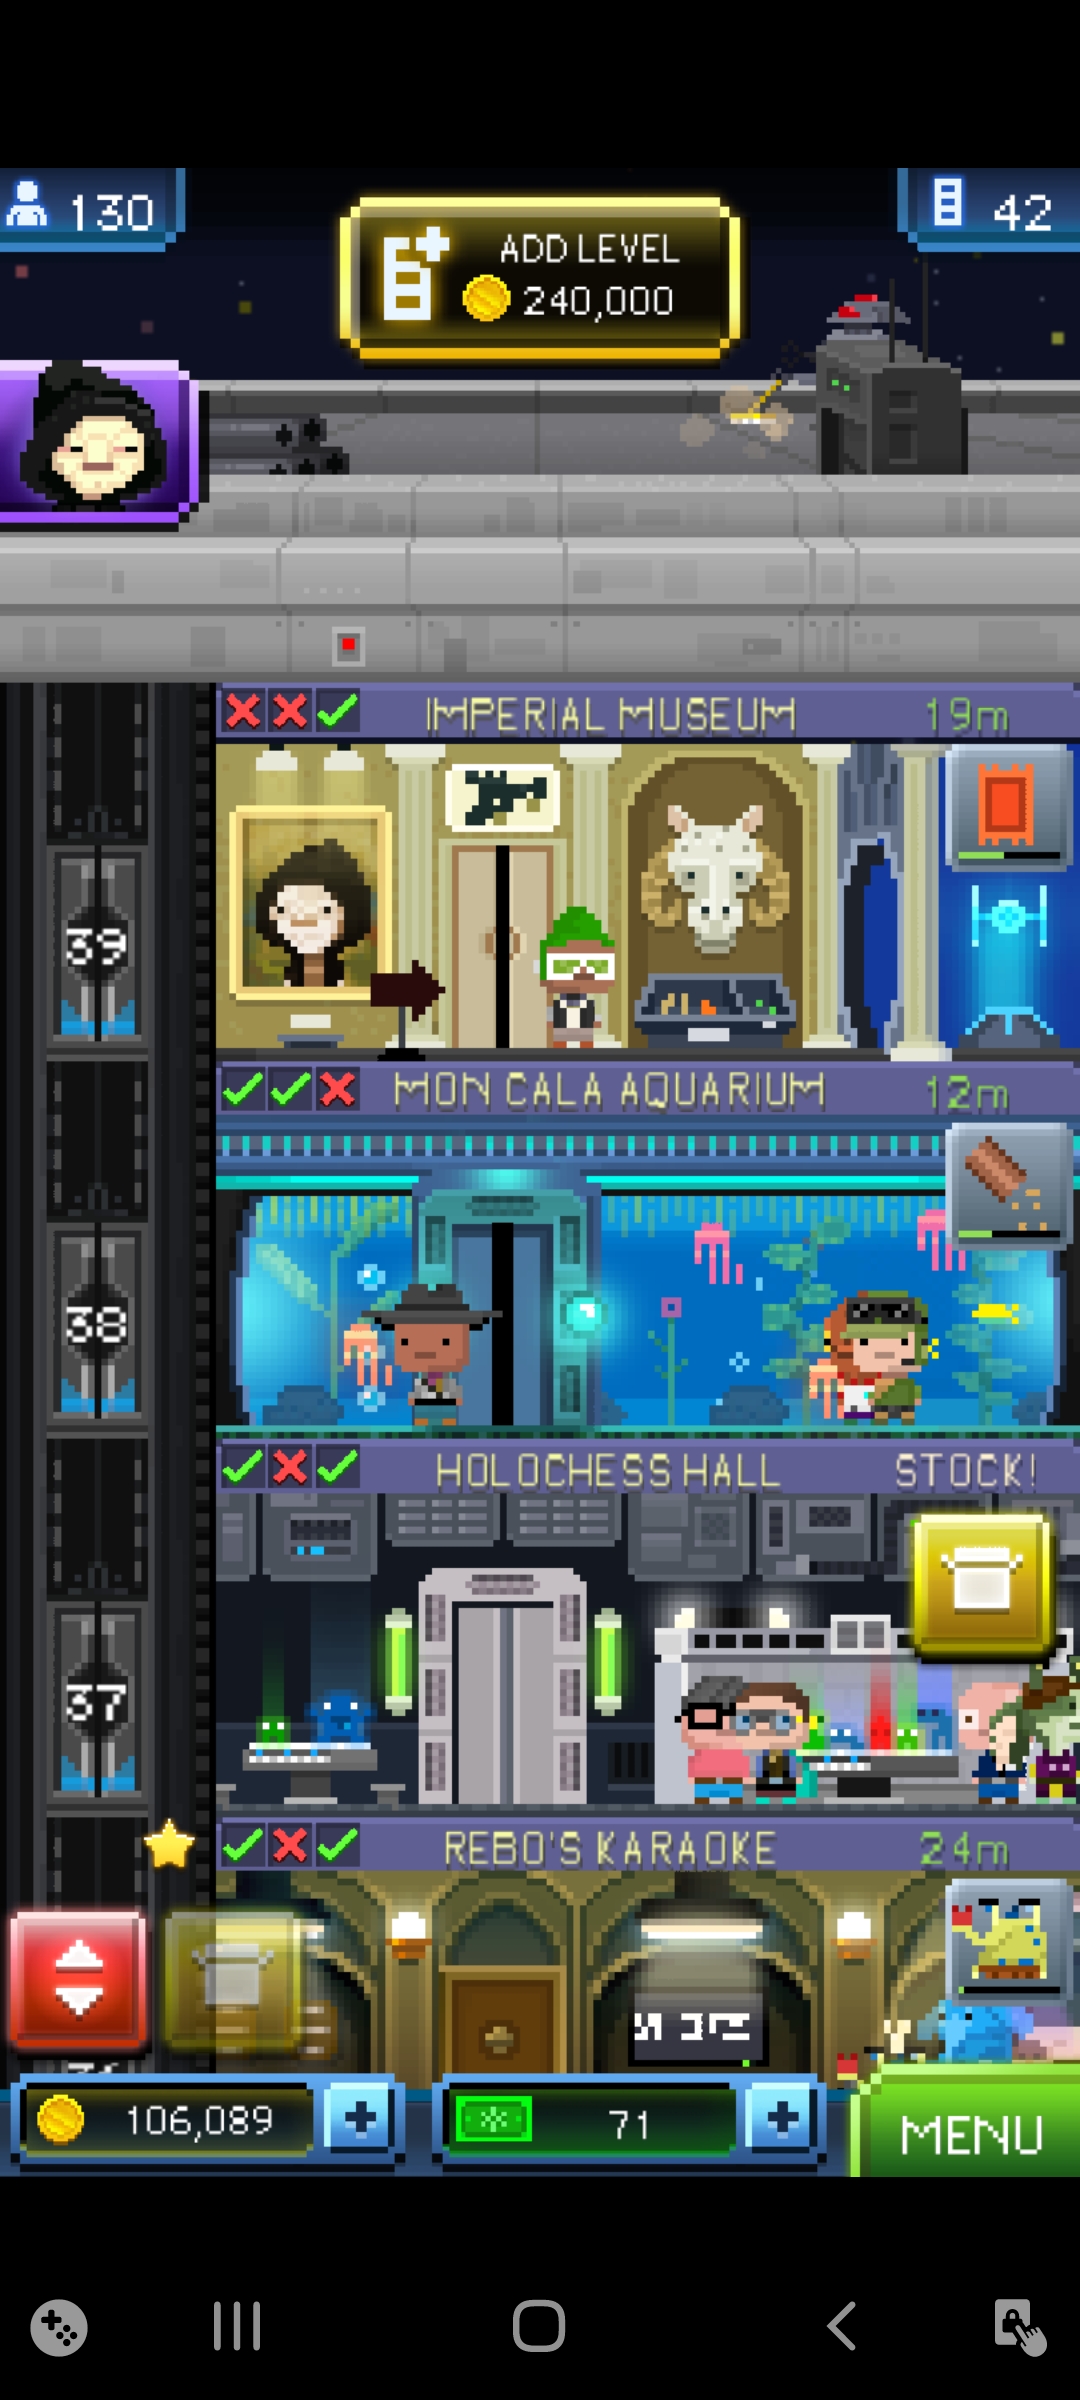 130
ADD LEVEL
240,000
42
IMPERIAL MUSEUM 19m
39
MON CALA AQUARIUM 12m
38
HOLOCHESS HALL STOCK!
37
REBO'S KARAOKE 24m
106,089
71
MENU